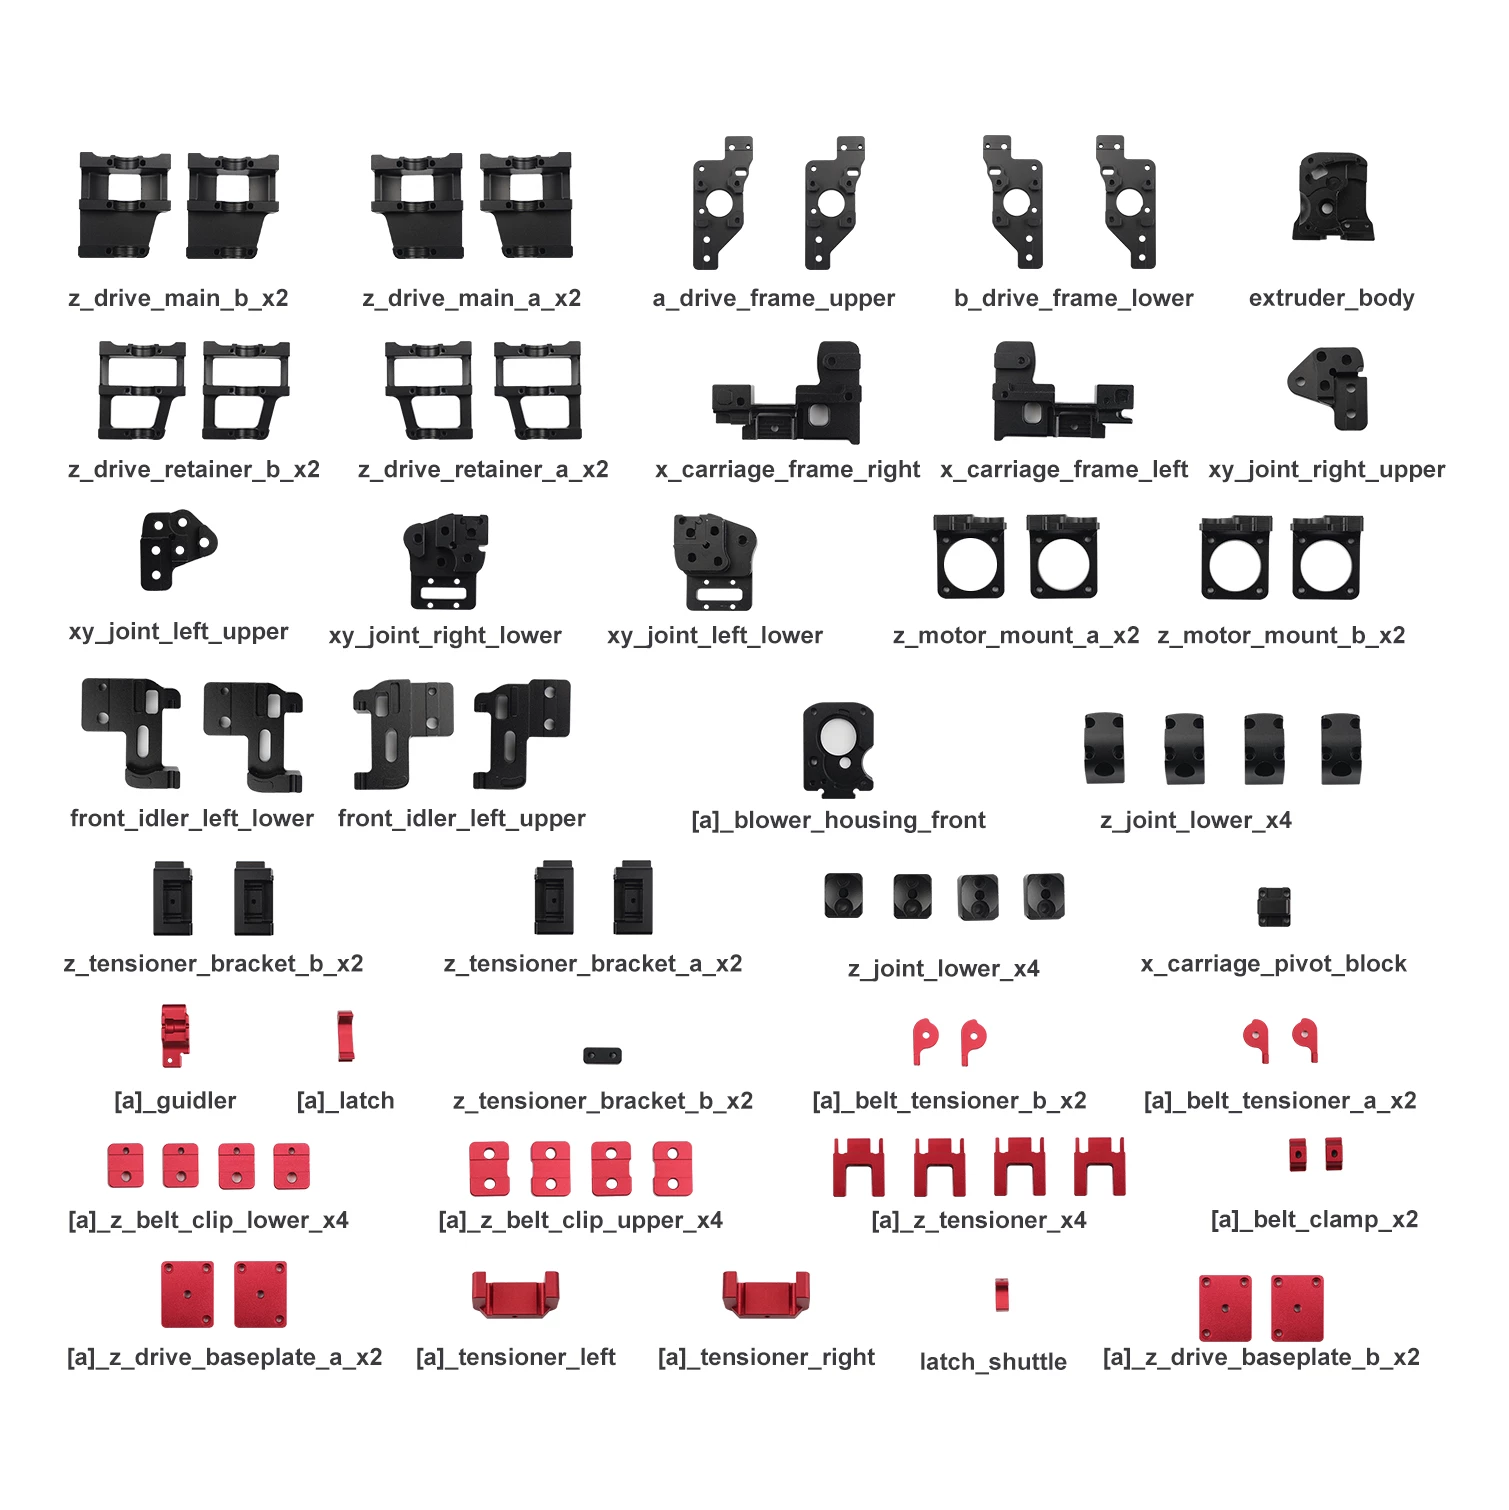 z_drive_main_b_x2
z_drive_main_a_x2
a_drive_frame_upper
b_drive_frame_lower
extruder_body
z_drive_retainer_b_x2
z_drive_retainer_a_x2
x_carriage_frame_right
x_carriage_frame_left
xy_joint_right_upper
xy_joint_left_upper
xy_joint_right_lower
xy_joint_left_lower
z_motor_mount_a_x2
z_motor_mount_b_x2
front_idler_left_lower
front_idler_left_upper
[a]_blower_housing_front
z_joint_lower_x4
z_tensioner_bracket_b_x2
z_tensioner_bracket_a_x2
z_joint_lower_x4
x_carriage_pivot_block
[a]_guidler
[a]_latch
z_tensioner_bracket_b_x2
[a]_belt_tensioner_b_x2
[a]_belt_tensioner_a_x2
[a]_z_belt_clip_lower_x4
[a]_z_belt_clip_upper_x4
[a]_z_tensioner_x4
[a]_belt_clamp_x2
[a]_z_drive_baseplate_a_x2
[a]_tensioner_left
[a]_tensioner_right
latch_shuttle
[a]_z_drive_baseplate_b_x2